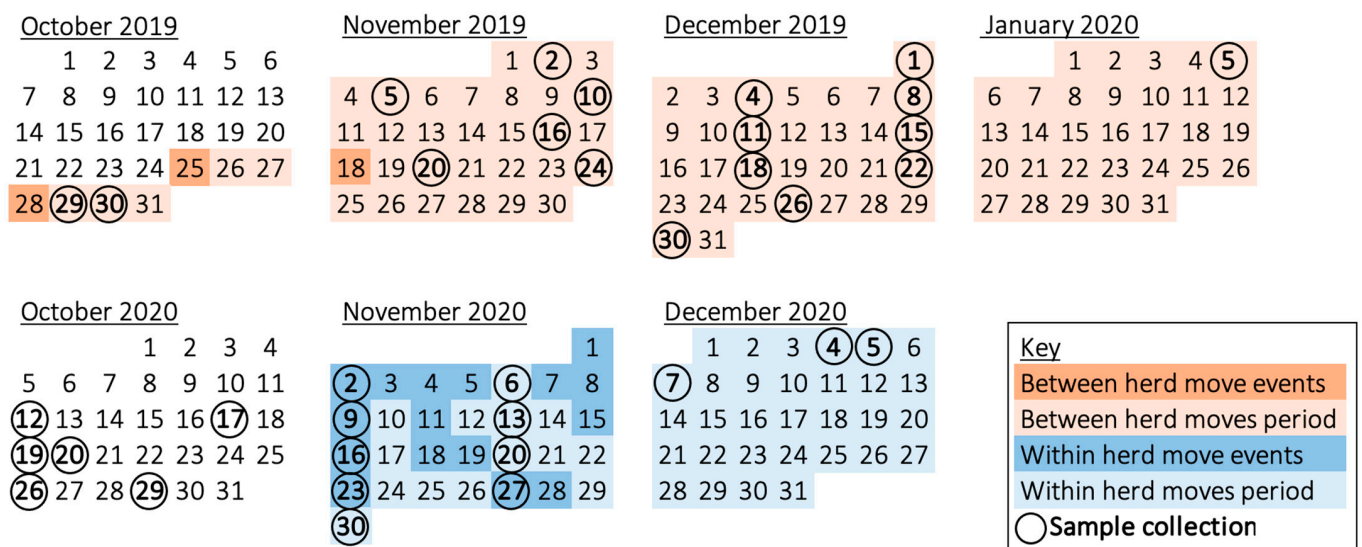 October 2019
1 2 3 4 5 6
7 8 9 10 11 12 13
14 15 16 17 18 19 20
21 22 23 24 25 26 27
28 29 30 31
November 2019
1 2 3
4 5 6 7 8 9 10
11 12 13 14 15 16 17
18 19 20 21 22 23 24
25 26 27 28 29 30
December 2019
1
2 3 4 5 6 7 8
9 10 11 12 13 14 15
16 17 18 19 20 21 22
23 24 25 26 27 28 29
30 31
January 2020
1 2 3 4 5
6 7 8 9 10 11 12
13 14 15 16 17 18 19
20 21 22 23 24 25 26
27 28 29 30 31
October 2020
1 2 3 4
5 6 7 8 9 10 11
12 13 14 15 16 17 18
19 20 21 22 23 24 25
26 27 28 29 30 31
November 2020
1
2 3 4 5 6 7 8
9 10 11 12 13 14 15
16 17 18 19 20 21 22
23 24 25 26 27 28 29
30
December 2020
1 2 3 4 5 6
7 8 9 10 11 12 13
14 15 16 17 18 19 20
21 22 23 24 25 26 27
28 29 30 31
Key
Between herd move events
Between herd moves period
Within herd move events
Within herd moves period
Sample collection